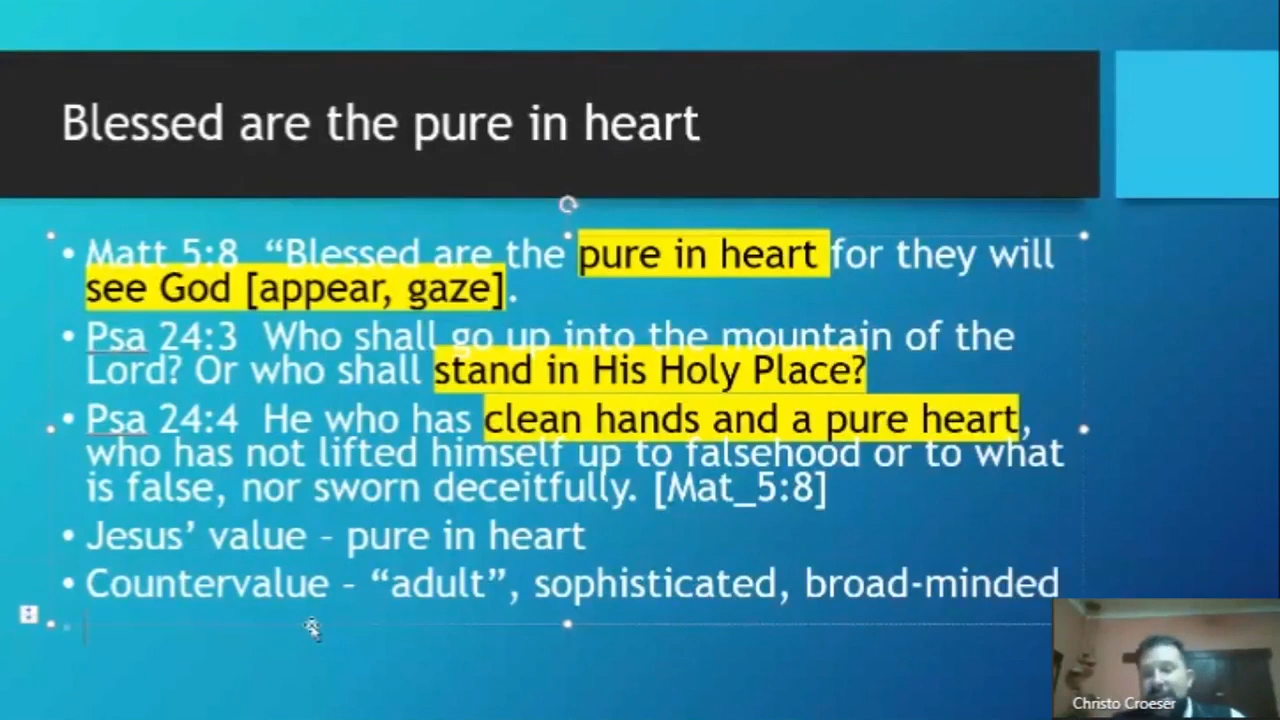 Blessed are the pure in heart
• Matt 5:8 “Blessed are the pure in heart for they will
see God [appear, gaze].
• Psa 24:3 Who shall go up into the mountain of the
Lord? Or who shall stand in His Holy Place?
• Psa 24:4 He who has clean hands and a pure heart,
who has not lifted himself up to falsehood or to what
is false, nor sworn deceitfully. [Mat_5:8]
• Jesus’ value – pure in heart
• Countervalue – “adult”, sophisticated, broad-minded
Christo Croeser